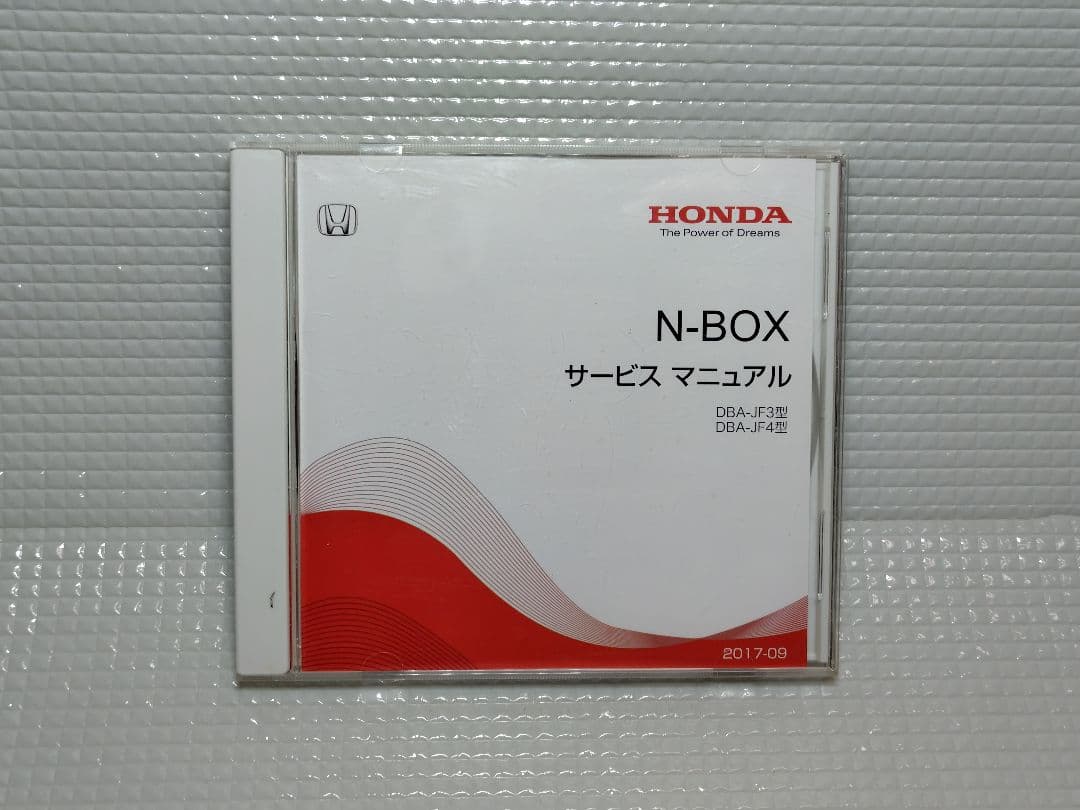 HONDA
The Power of Dreams
N-BOX
サービス マニュアル
DBA-JF3型
DBA-JF4型
2017-09